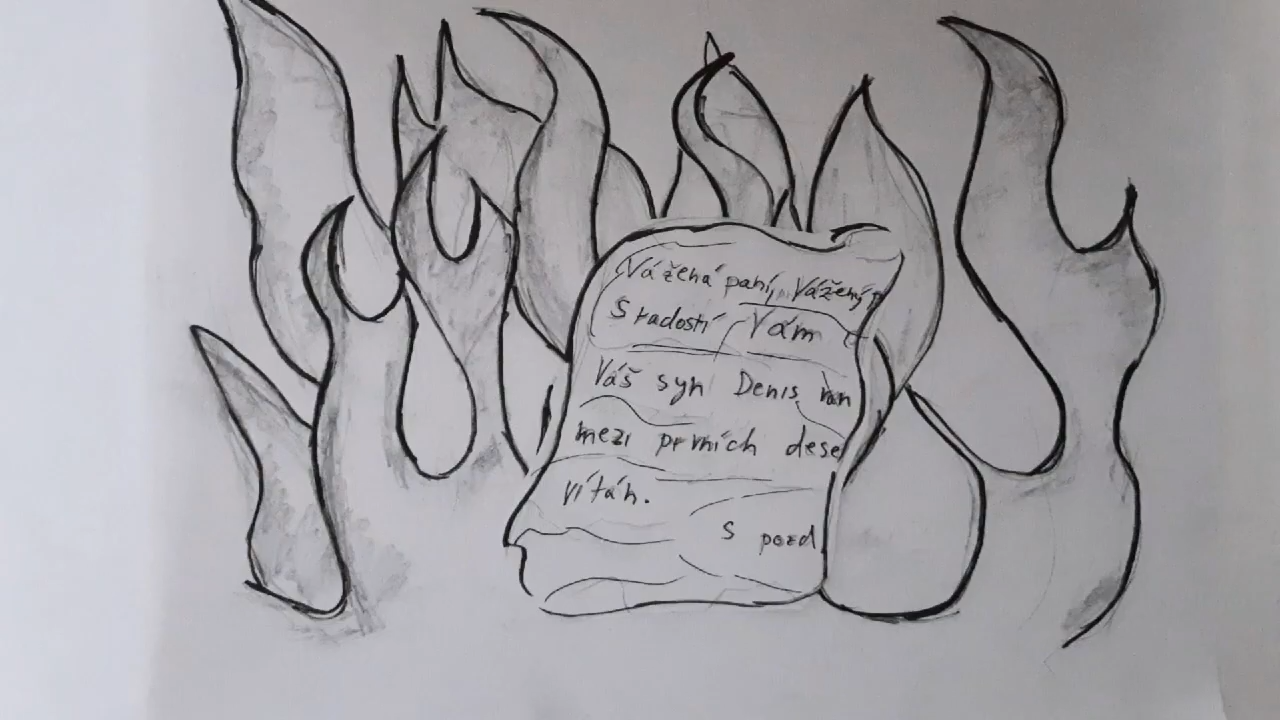 Vážená paní, Vážený p
S radostí Vám
Váš syn Denis
mezi prvních dese
vítán.
S pozd